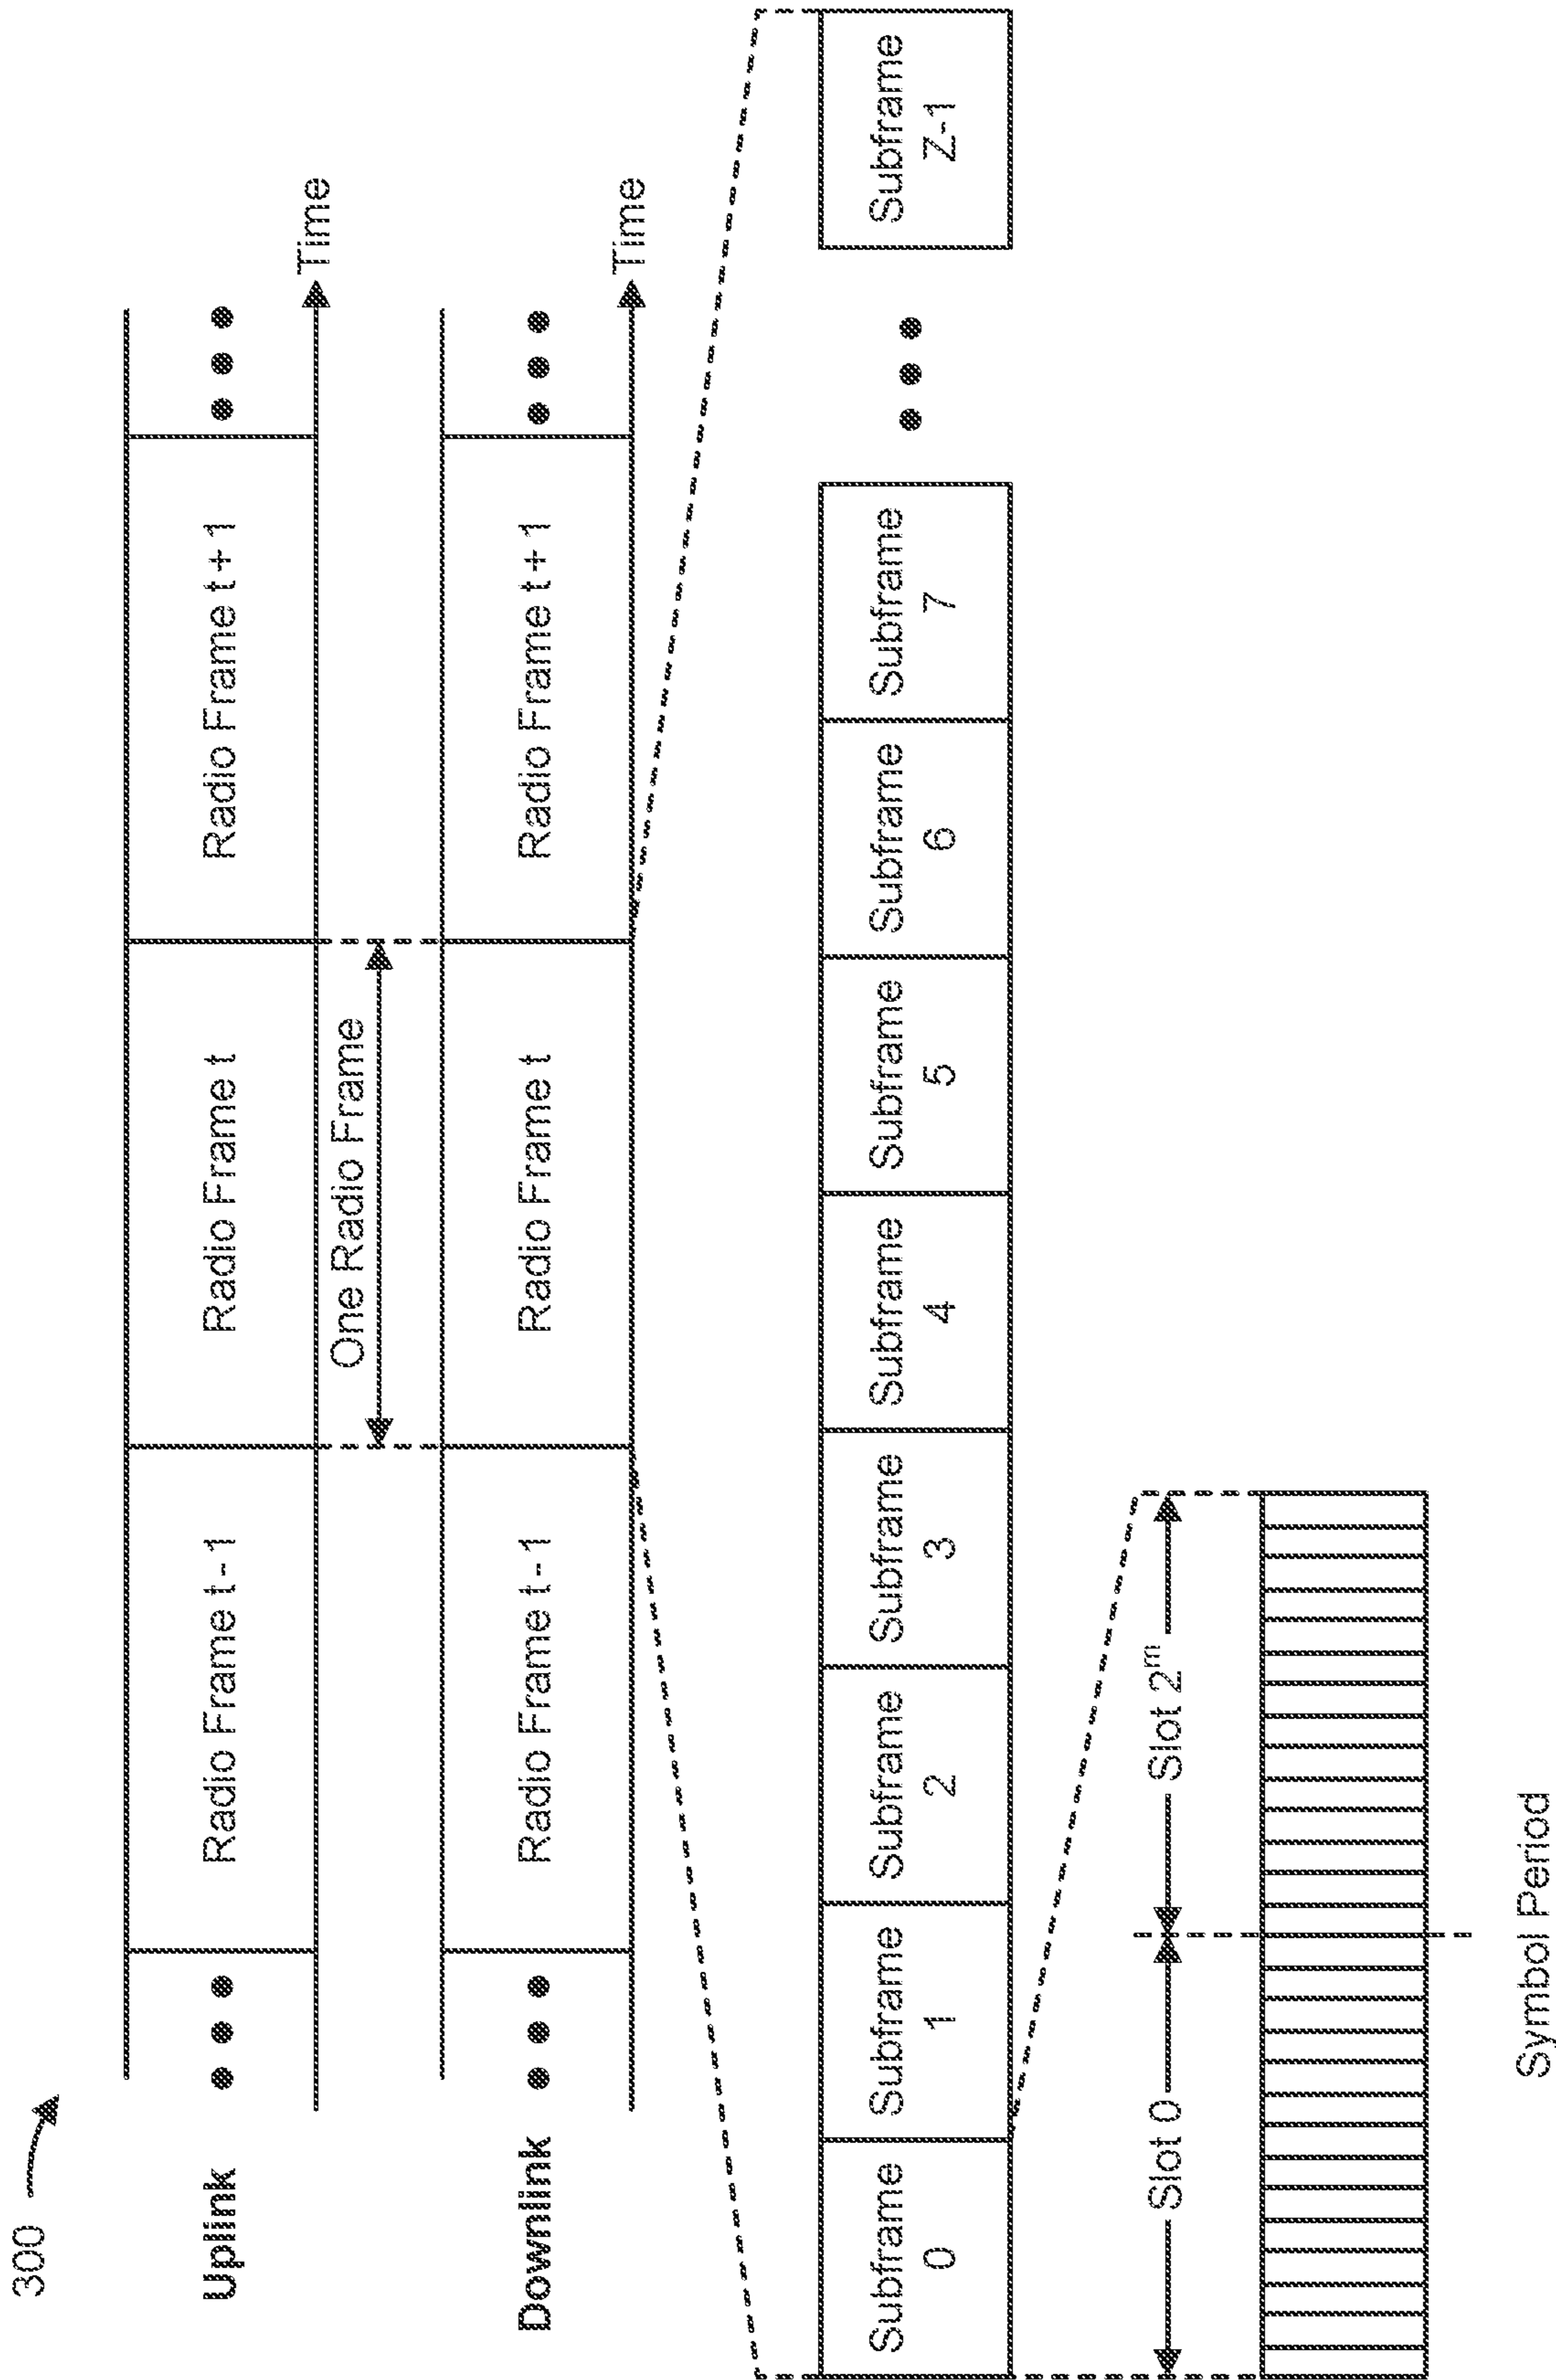 300
Uplink
Radio Frame t - 1
Radio Frame t
Radio Frame t + 1
Time
One Radio Frame
Downlink
Radio Frame t - 1
Radio Frame t
Radio Frame t + 1
Time
Subframe 0
Subframe 1
Subframe 2
Subframe 3
Subframe 4
Subframe 5
Subframe 6
Subframe 7
Subframe Z-1
Slot 0
Slot 2ᵐ
Symbol Period